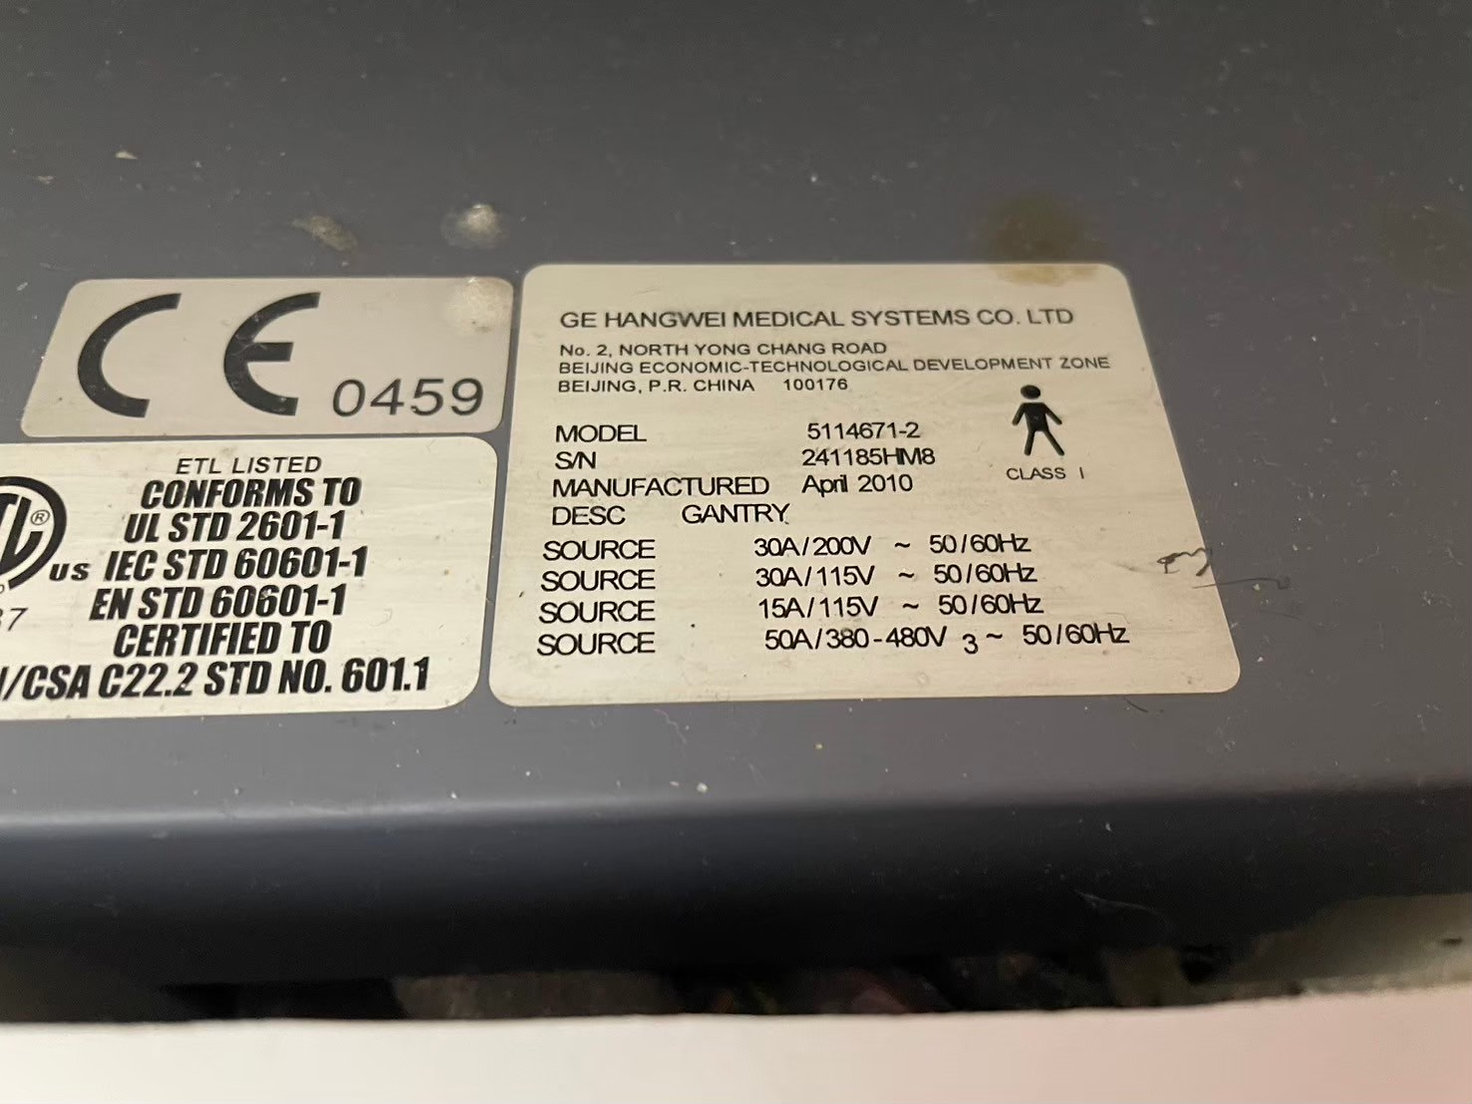 CE 0459
ETL LISTED
CONFORMS TO
UL STD 2601-1
us IEC STD 60601-1
EN STD 60601-1
CERTIFIED TO
/CSA C22.2 STD NO. 601.1
GE HANGWEI MEDICAL SYSTEMS CO. LTD
No. 2, NORTH YONG CHANG ROAD
BEIJING ECONOMIC-TECHNOLOGICAL DEVELOPMENT ZONE
BEIJING, P.R. CHINA 100176
MODEL 5114671-2
S/N 241185HM8
MANUFACTURED April 2010
DESC GANTRY
CLASS I
SOURCE 30A/200V ~ 50/60Hz
SOURCE 30A/115V ~ 50/60Hz
SOURCE 15A/115V ~ 50/60Hz
SOURCE 50A/380-480V 3~ 50/60Hz